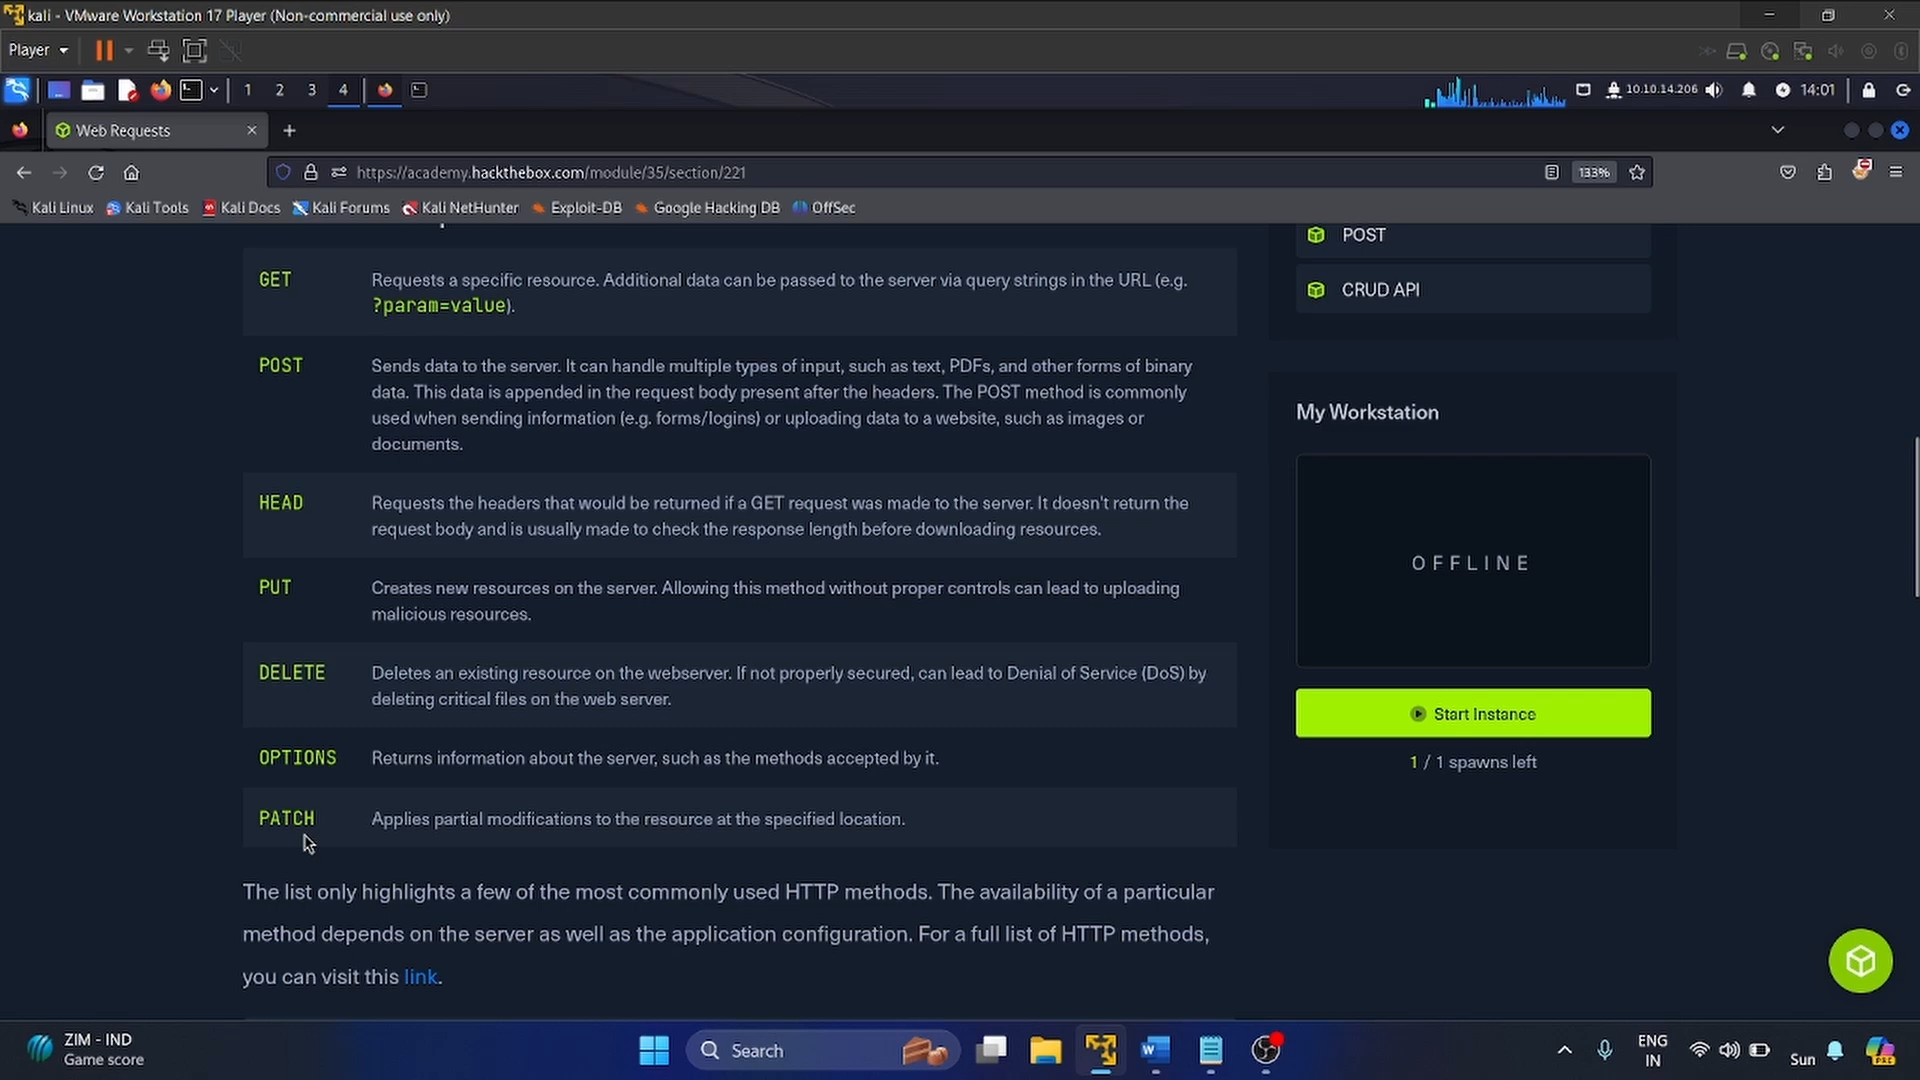 kali - VMware Workstation 17 Player (Non-commercial use only)
Player
1 2 3 4
10.10.14.206
14:01
Web Requests
https://academy.hackthebox.com/module/35/section/221
133%
Kali Linux
Kali Tools
Kali Docs
Kali Forums
Kali NetHunter
Exploit-DB
Google Hacking DB
OffSec
GET
Requests a specific resource. Additional data can be passed to the server via query strings in the URL (e.g.
?param=value).
POST
Sends data to the server. It can handle multiple types of input, such as text, PDFs, and other forms of binary
data. This data is appended in the request body present after the headers. The POST method is commonly
used when sending information (e.g. forms/logins) or uploading data to a website, such as images or
documents.
HEAD
Requests the headers that would be returned if a GET request was made to the server. It doesn't return the
request body and is usually made to check the response length before downloading resources.
PUT
Creates new resources on the server. Allowing this method without proper controls can lead to uploading
malicious resources.
DELETE
Deletes an existing resource on the webserver. If not properly secured, can lead to Denial of Service (DoS) by
deleting critical files on the web server.
OPTIONS
Returns information about the server, such as the methods accepted by it.
PATCH
Applies partial modifications to the resource at the specified location.
The list only highlights a few of the most commonly used HTTP methods. The availability of a particular
method depends on the server as well as the application configuration. For a full list of HTTP methods,
you can visit this link.
POST
CRUD API
My Workstation
OFFLINE
Start Instance
1 / 1 spawns left
ZIM - IND
Game score
Search
ENG
IN
Sun